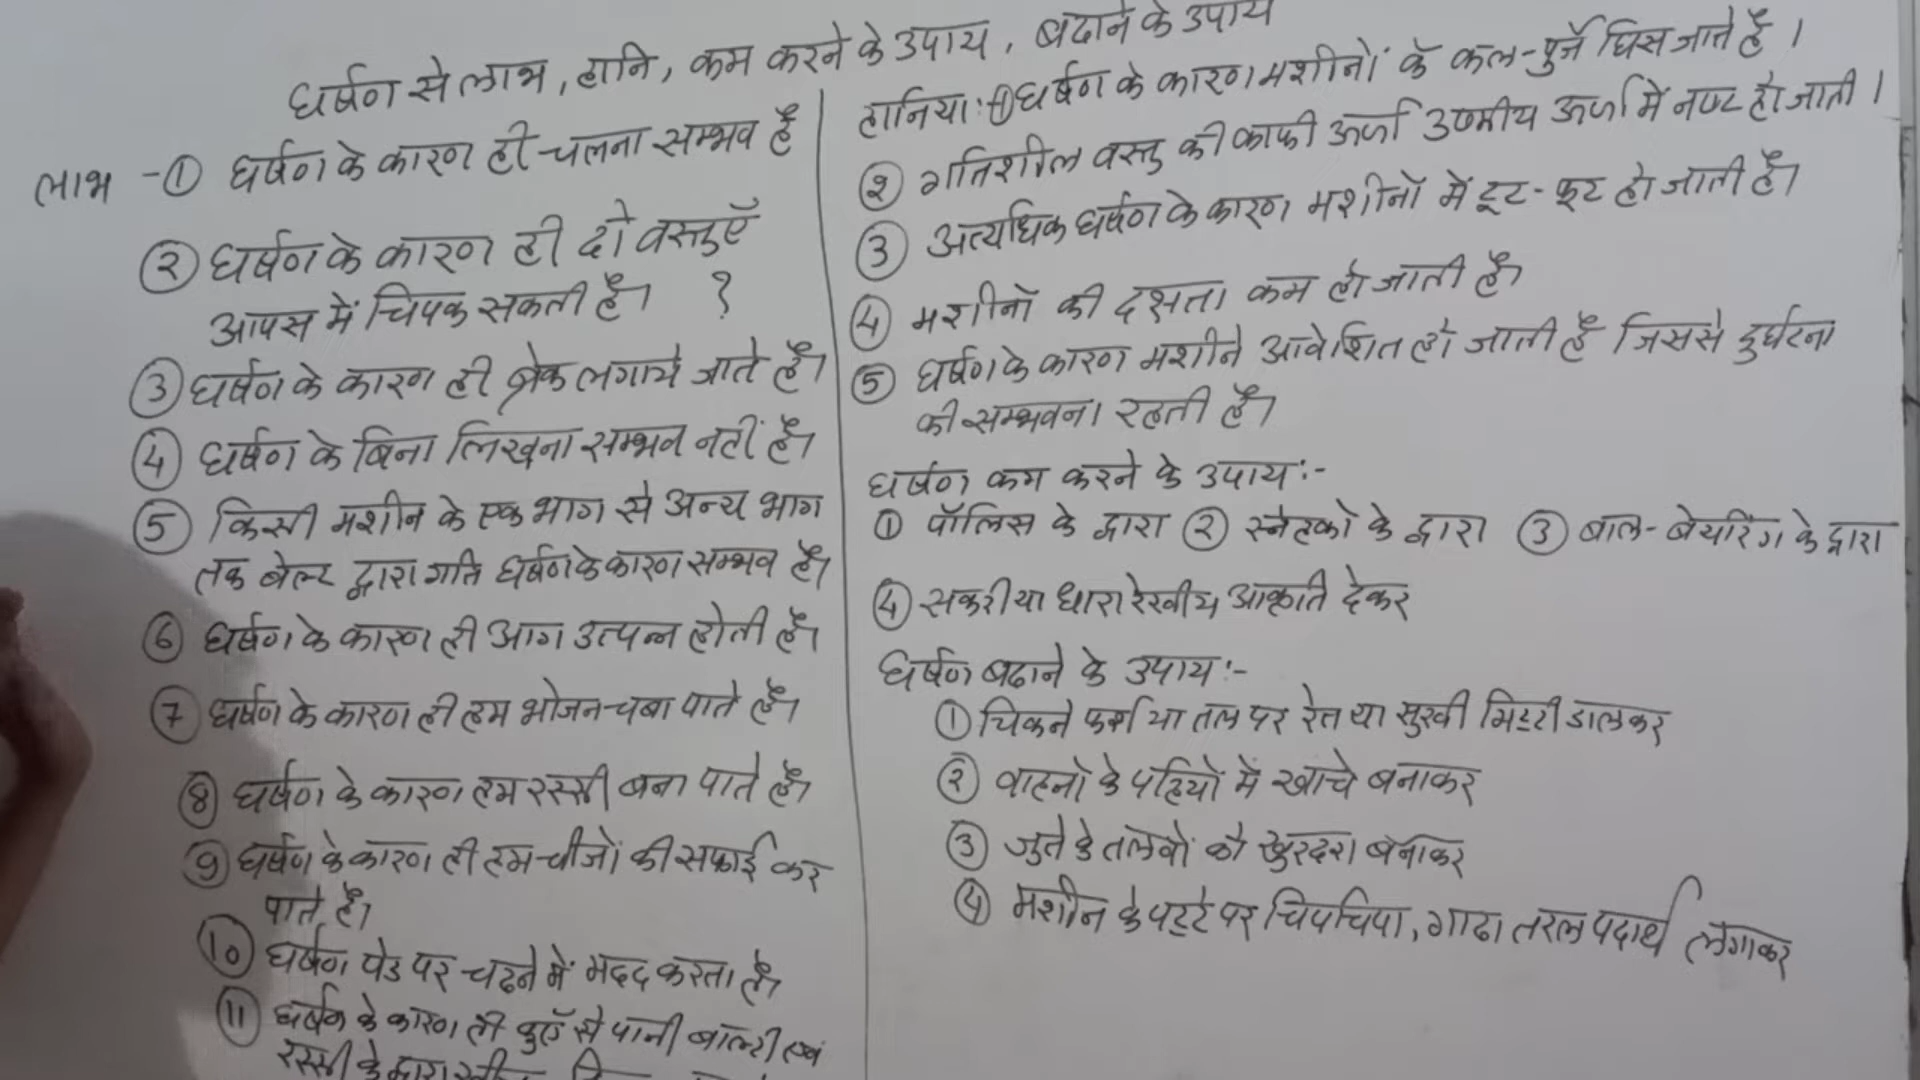 घर्षण से लाभ, हानि, कम करने के उपाय, बढाने के उपाय
लाभ - ① घर्षण के कारण ही चलना सम्भव है
② घर्षण के कारण ही दो वस्तुएँ
आपस में चिपक सकती है। ?
③ घर्षण के कारण ही ब्रेक लगाये जाते है।
④ घर्षण के बिना लिखना सम्भव नहीं है।
⑤ किसी मशीन के एक भाग से अन्य भाग
तक बेल्ट द्वारा गति घर्षण के कारण सम्भव है।
⑥ घर्षण के कारण ही आग उत्पन्न होती है।
⑦ घर्षण के कारण ही हम भोजन चबा पाते है।
⑧ घर्षण के कारण हम रस्सी बना पाते है।
⑨ घर्षण के कारण ही हम चीजों की सफाई कर
पाते है।
⑩ घर्षण पेड पर चढने में मदद करता है।
⑪ घर्षण के कारण ही कुएँ से पानी बाल्टी एवं
रस्सी के द्वारा
हानिया:- ① घर्षण के कारण मशीनों के कल-पुर्जे घिस जाते है।
② गतिशील वस्तु की काफी ऊर्जा उष्मीय ऊर्जा में नष्ट हो जाती।
③ अत्यधिक घर्षण के कारण मशीनों में टूट-फूट हो जाती है।
④ मशीनों की दक्षता कम हो जाती है।
⑤ घर्षण के कारण मशीने आवेशित हो जाती है जिससे दुर्घटना
की सम्भवना रहती है।
घर्षण कम करने के उपाय:-
① पॉलिस के द्वारा ② स्नेहको के द्वारा ③ बाल-बेयरिंग के द्वारा
④ सकरी या धारारेखीय आकृति देकर
घर्षण बढाने के उपाय:-
① चिकने फर्श या तल पर रेत या सुखी मिट्टी डालकर
② वाहनो के पहियों में खाचे बनाकर
③ जुते के तलवों को खुरदरा बनाकर
④ मशीन के पट्टे पर चिपचिपा, गाढा तरल पदार्थ लगाकर